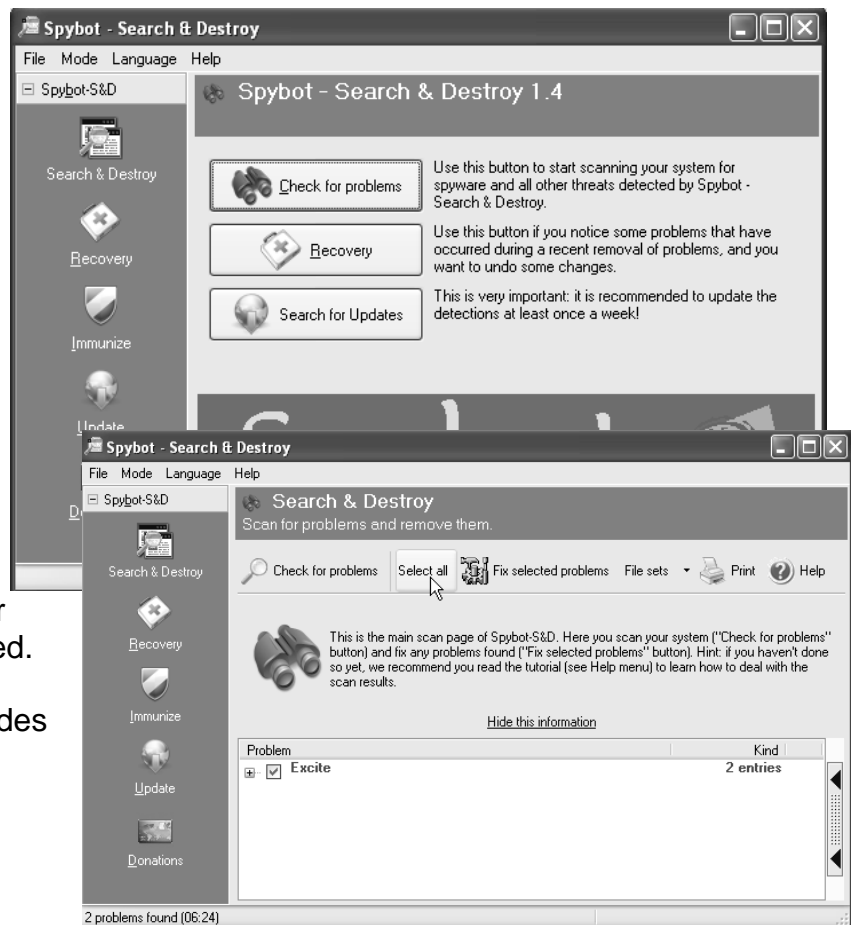 Spybot - Search & Destroy
File Mode Language Help
Spybot-S&D
Search & Destroy
Recovery
Immunize
Update
Spybot - Search & Destroy 1.4
Check for problems
Use this button to start scanning your system for
spyware and all other threats detected by Spybot -
Search & Destroy.
Recovery
Use this button if you notice some problems that have
occurred during a recent removal of problems, and you
want to undo some changes.
Search for Updates
This is very important: it is recommended to update the
detections at least once a week!
r
ed.
des
Spybot - Search & Destroy
File Mode Language Help
Spybot-S&D
Search & Destroy
Recovery
Immunize
Update
Donations
Search & Destroy
Scan for problems and remove them.
Check for problems Select all Fix selected problems File sets Print Help
This is the main scan page of Spybot-S&D. Here you scan your system ("Check for problems"
button) and fix any problems found ("Fix selected problems" button). Hint: if you haven't done
so yet, we recommend you read the tutorial (see Help menu) to learn how to deal with the
scan results.
Hide this information
Problem Kind
Excite 2 entries
2 problems found (06:24)